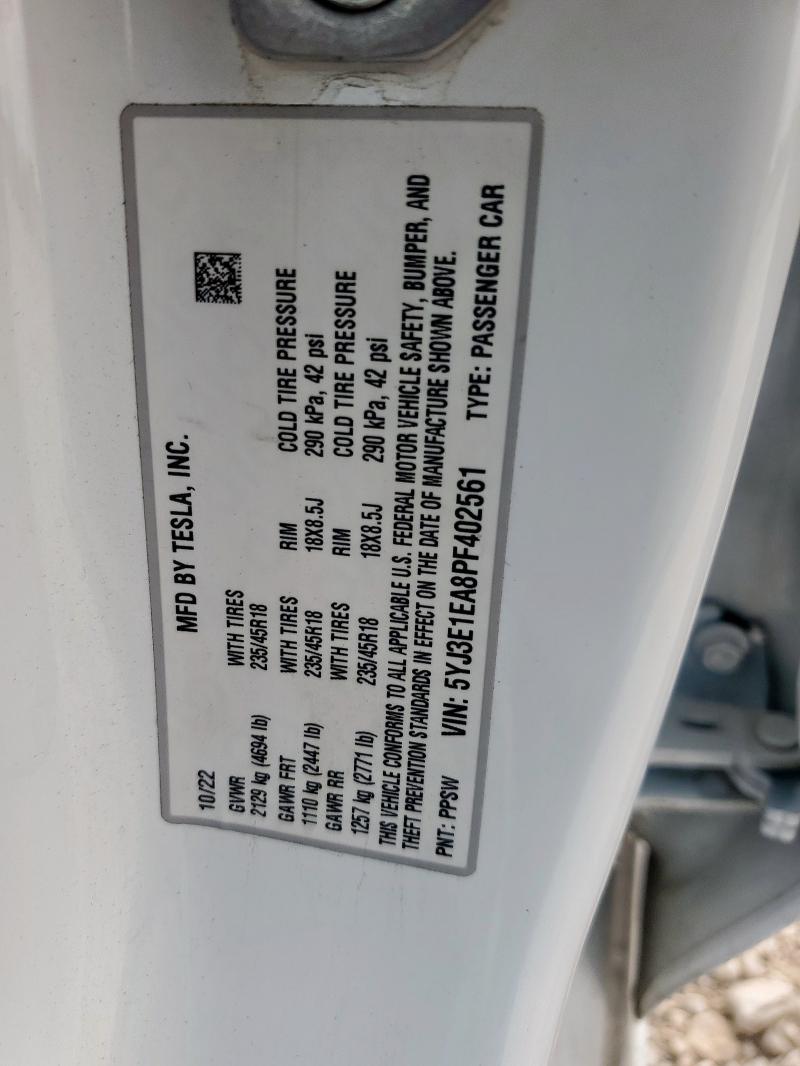 MFD BY TESLA, INC.
10/22
GVWR WITH TIRES
2129 kg (4694 lb) 235/45R18
GAWR FRT WITH TIRES RIM COLD TIRE PRESSURE
1110 kg (2447 lb) 235/45R18 18X8.5J 290 kPa, 42 psi
GAWR RR WITH TIRES RIM COLD TIRE PRESSURE
1257 kg (2771 lb) 235/45R18 18X8.5J 290 kPa, 42 psi
THIS VEHICLE CONFORMS TO ALL APPLICABLE U.S. FEDERAL MOTOR VEHICLE SAFETY, BUMPER, AND
THEFT PREVENTION STANDARDS IN EFFECT ON THE DATE OF MANUFACTURE SHOWN ABOVE.
PNT: PPSW VIN: 5YJ3E1EA8PF402561 TYPE: PASSENGER CAR